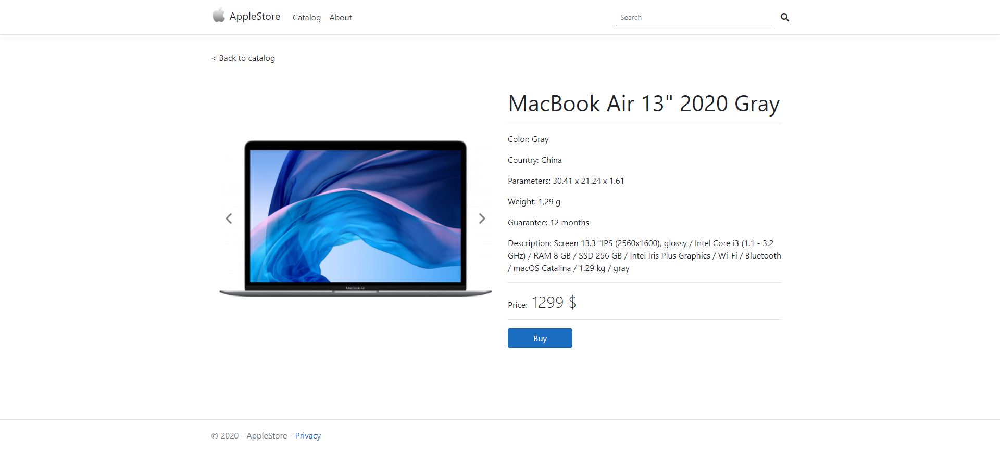 AppleStore Catalog About Search
< Back to catalog
MacBook Air 13" 2020 Gray
Color: Gray
Country: China
Parameters: 30.41 x 21.24 x 1.61
Weight: 1,29 g
Guarantee: 12 months
Description: Screen 13.3 "IPS (2560x1600), glossy / Intel Core i3 (1.1 - 3.2
GHz) / RAM 8 GB / SSD 256 GB / Intel Iris Plus Graphics / Wi-Fi / Bluetooth
/ macOS Catalina / 1.29 kg / gray
MacBook Air
Price: 1299 $
Buy
© 2020 - AppleStore - Privacy